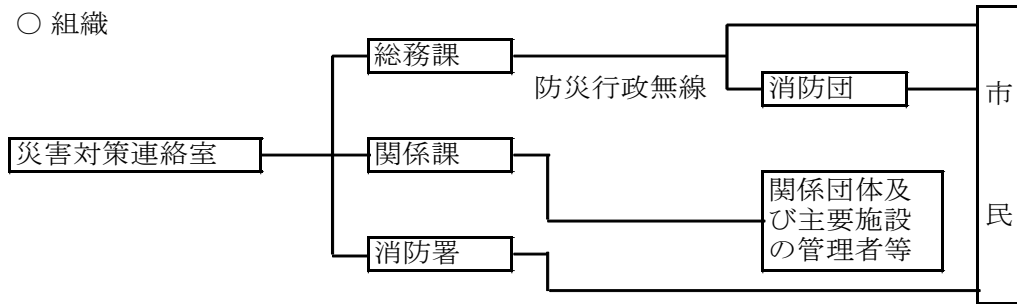 ○ 組織
総務課
防災行政無線
消防団
市
民
災害対策連絡室
関係課
関係団体及
び主要施設
の管理者等
消防署